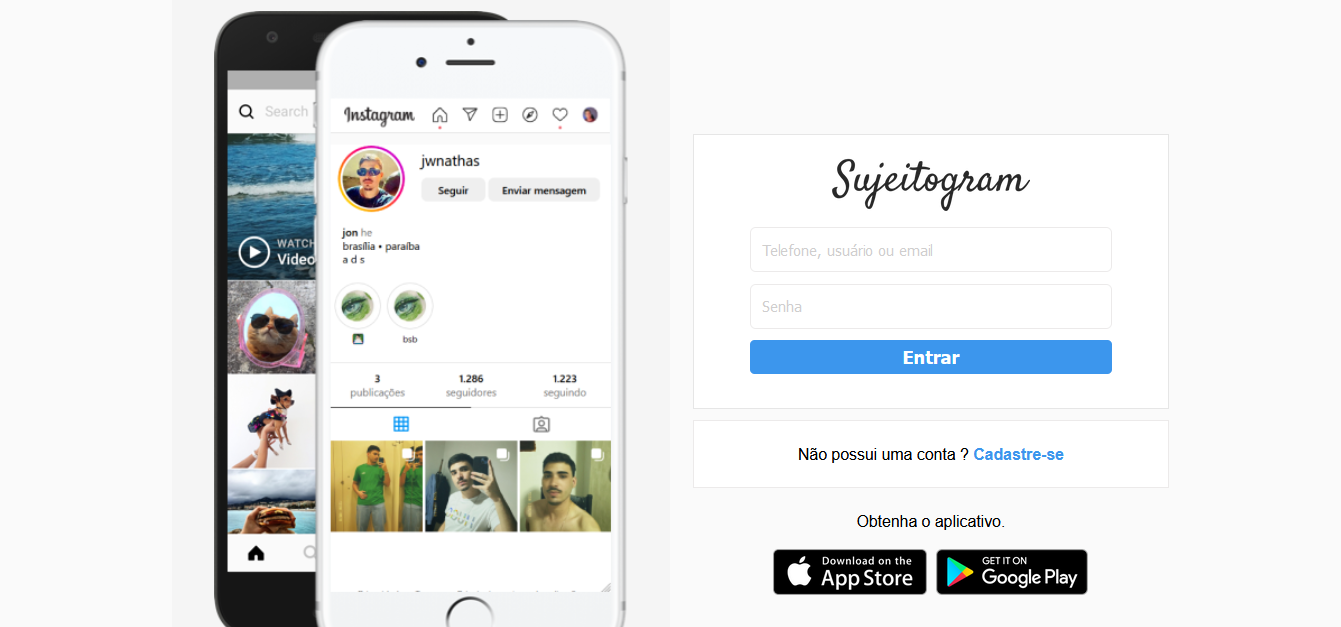 Search
WATCH
Video
Instagram
jwnathas
Seguir
Enviar mensagem
jon he
brasília • paraíba
a d s
bsb
3
publicações
1.286
seguidores
1.223
seguindo
Sujeitogram
Telefone, usuário ou email
Senha
Entrar
Não possui uma conta ? Cadastre-se
Obtenha o aplicativo.
Download on the
App Store
GET IT ON
Google Play